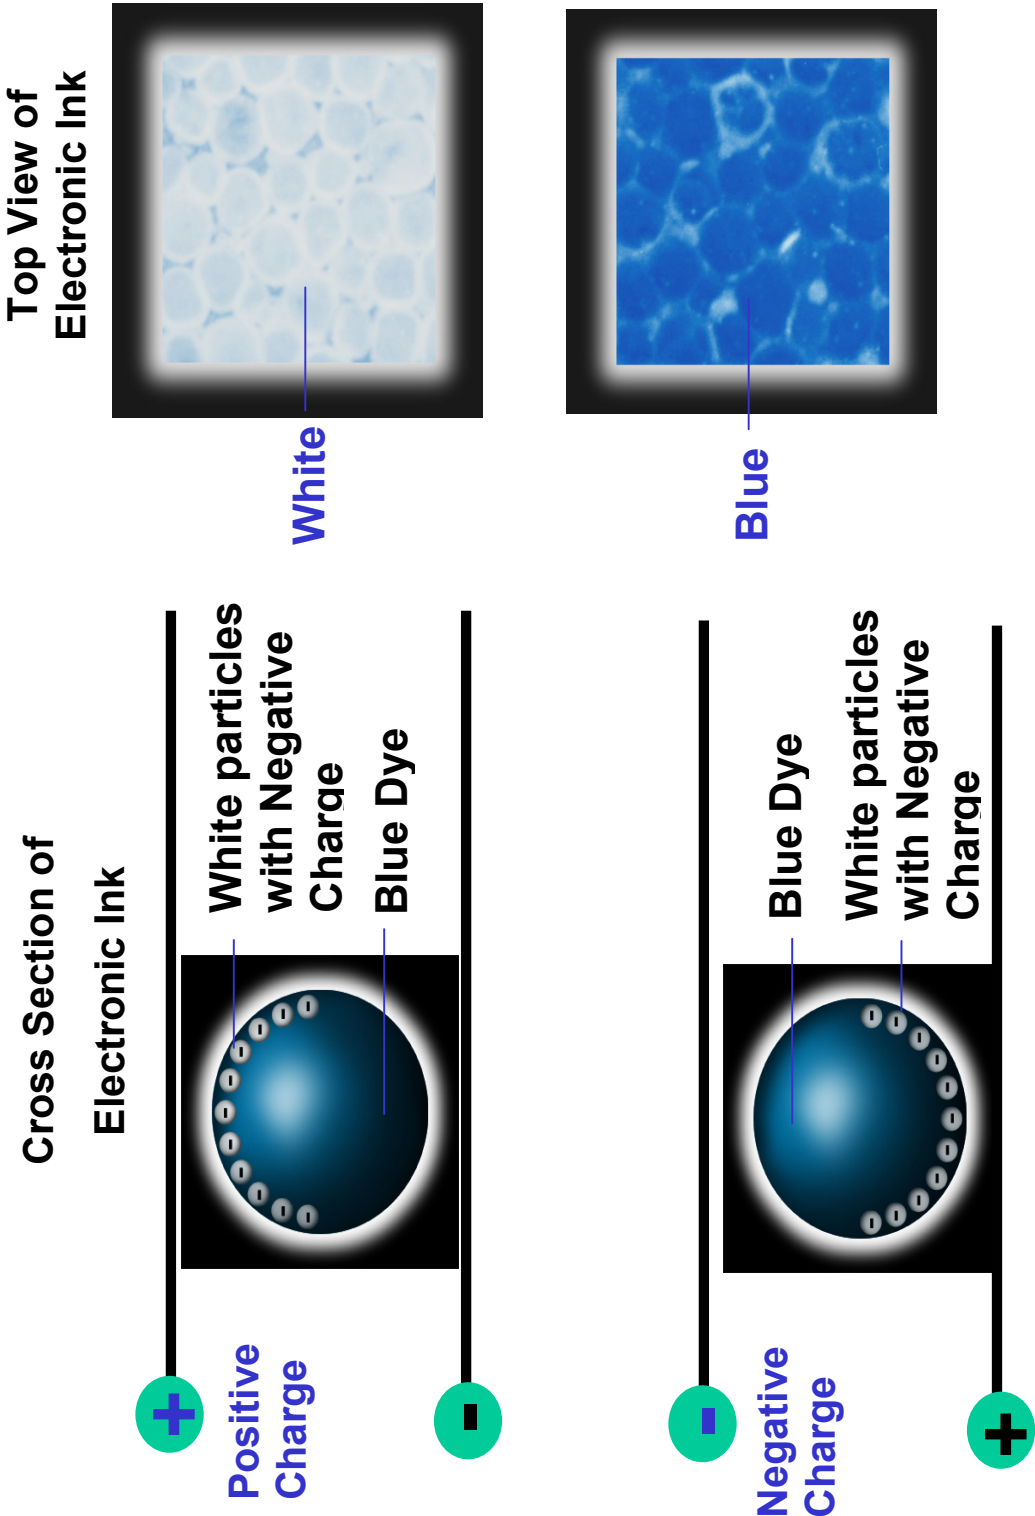 Cross Section of
Electronic Ink
Top View of
Electronic Ink
+
Positive
Charge
-
White particles
with Negative
Charge
Blue Dye
White
-
Negative
Charge
+
Blue Dye
White particles
with Negative
Charge
Blue